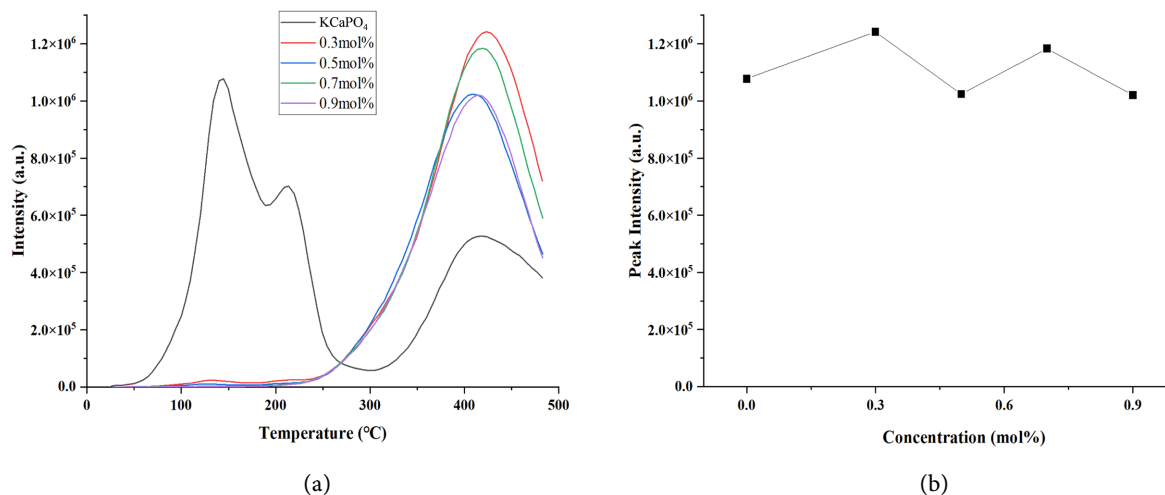 KCaPO₄
0.3mol%
0.5mol%
0.7mol%
0.9mol%
Intensity (a.u.)
1.2×10⁶
1.0×10⁶
8.0×10⁵
6.0×10⁵
4.0×10⁵
2.0×10⁵
0.0
0 100 200 300 400 500
Temperature (℃)
(a)
Pcak Intensity (a.u.)
1.2×10⁶
1.0×10⁶
8.0×10⁵
6.0×10⁵
4.0×10⁵
2.0×10⁵
0.0
0.0 0.3 0.6 0.9
Concentration (mol%)
(b)